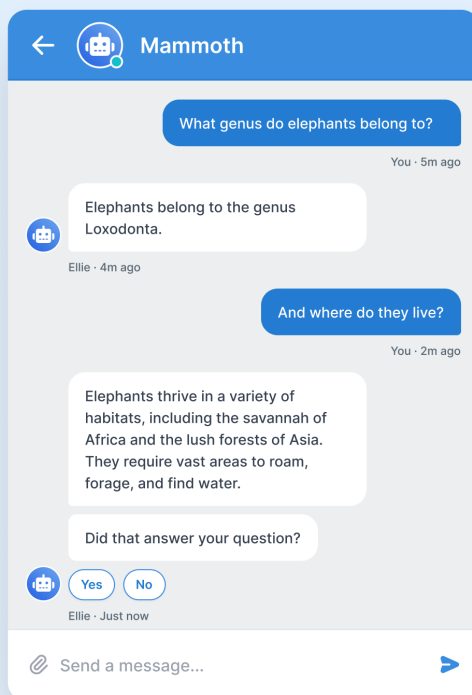 Mammoth
What genus do elephants belong to?
You · 5m ago
Elephants belong to the genus
Loxodonta.
Ellie · 4m ago
And where do they live?
You · 2m ago
Elephants thrive in a variety of
habitats, including the savannah of
Africa and the lush forests of Asia.
They require vast areas to roam,
forage, and find water.
Did that answer your question?
Yes No
Ellie · Just now
Send a message...